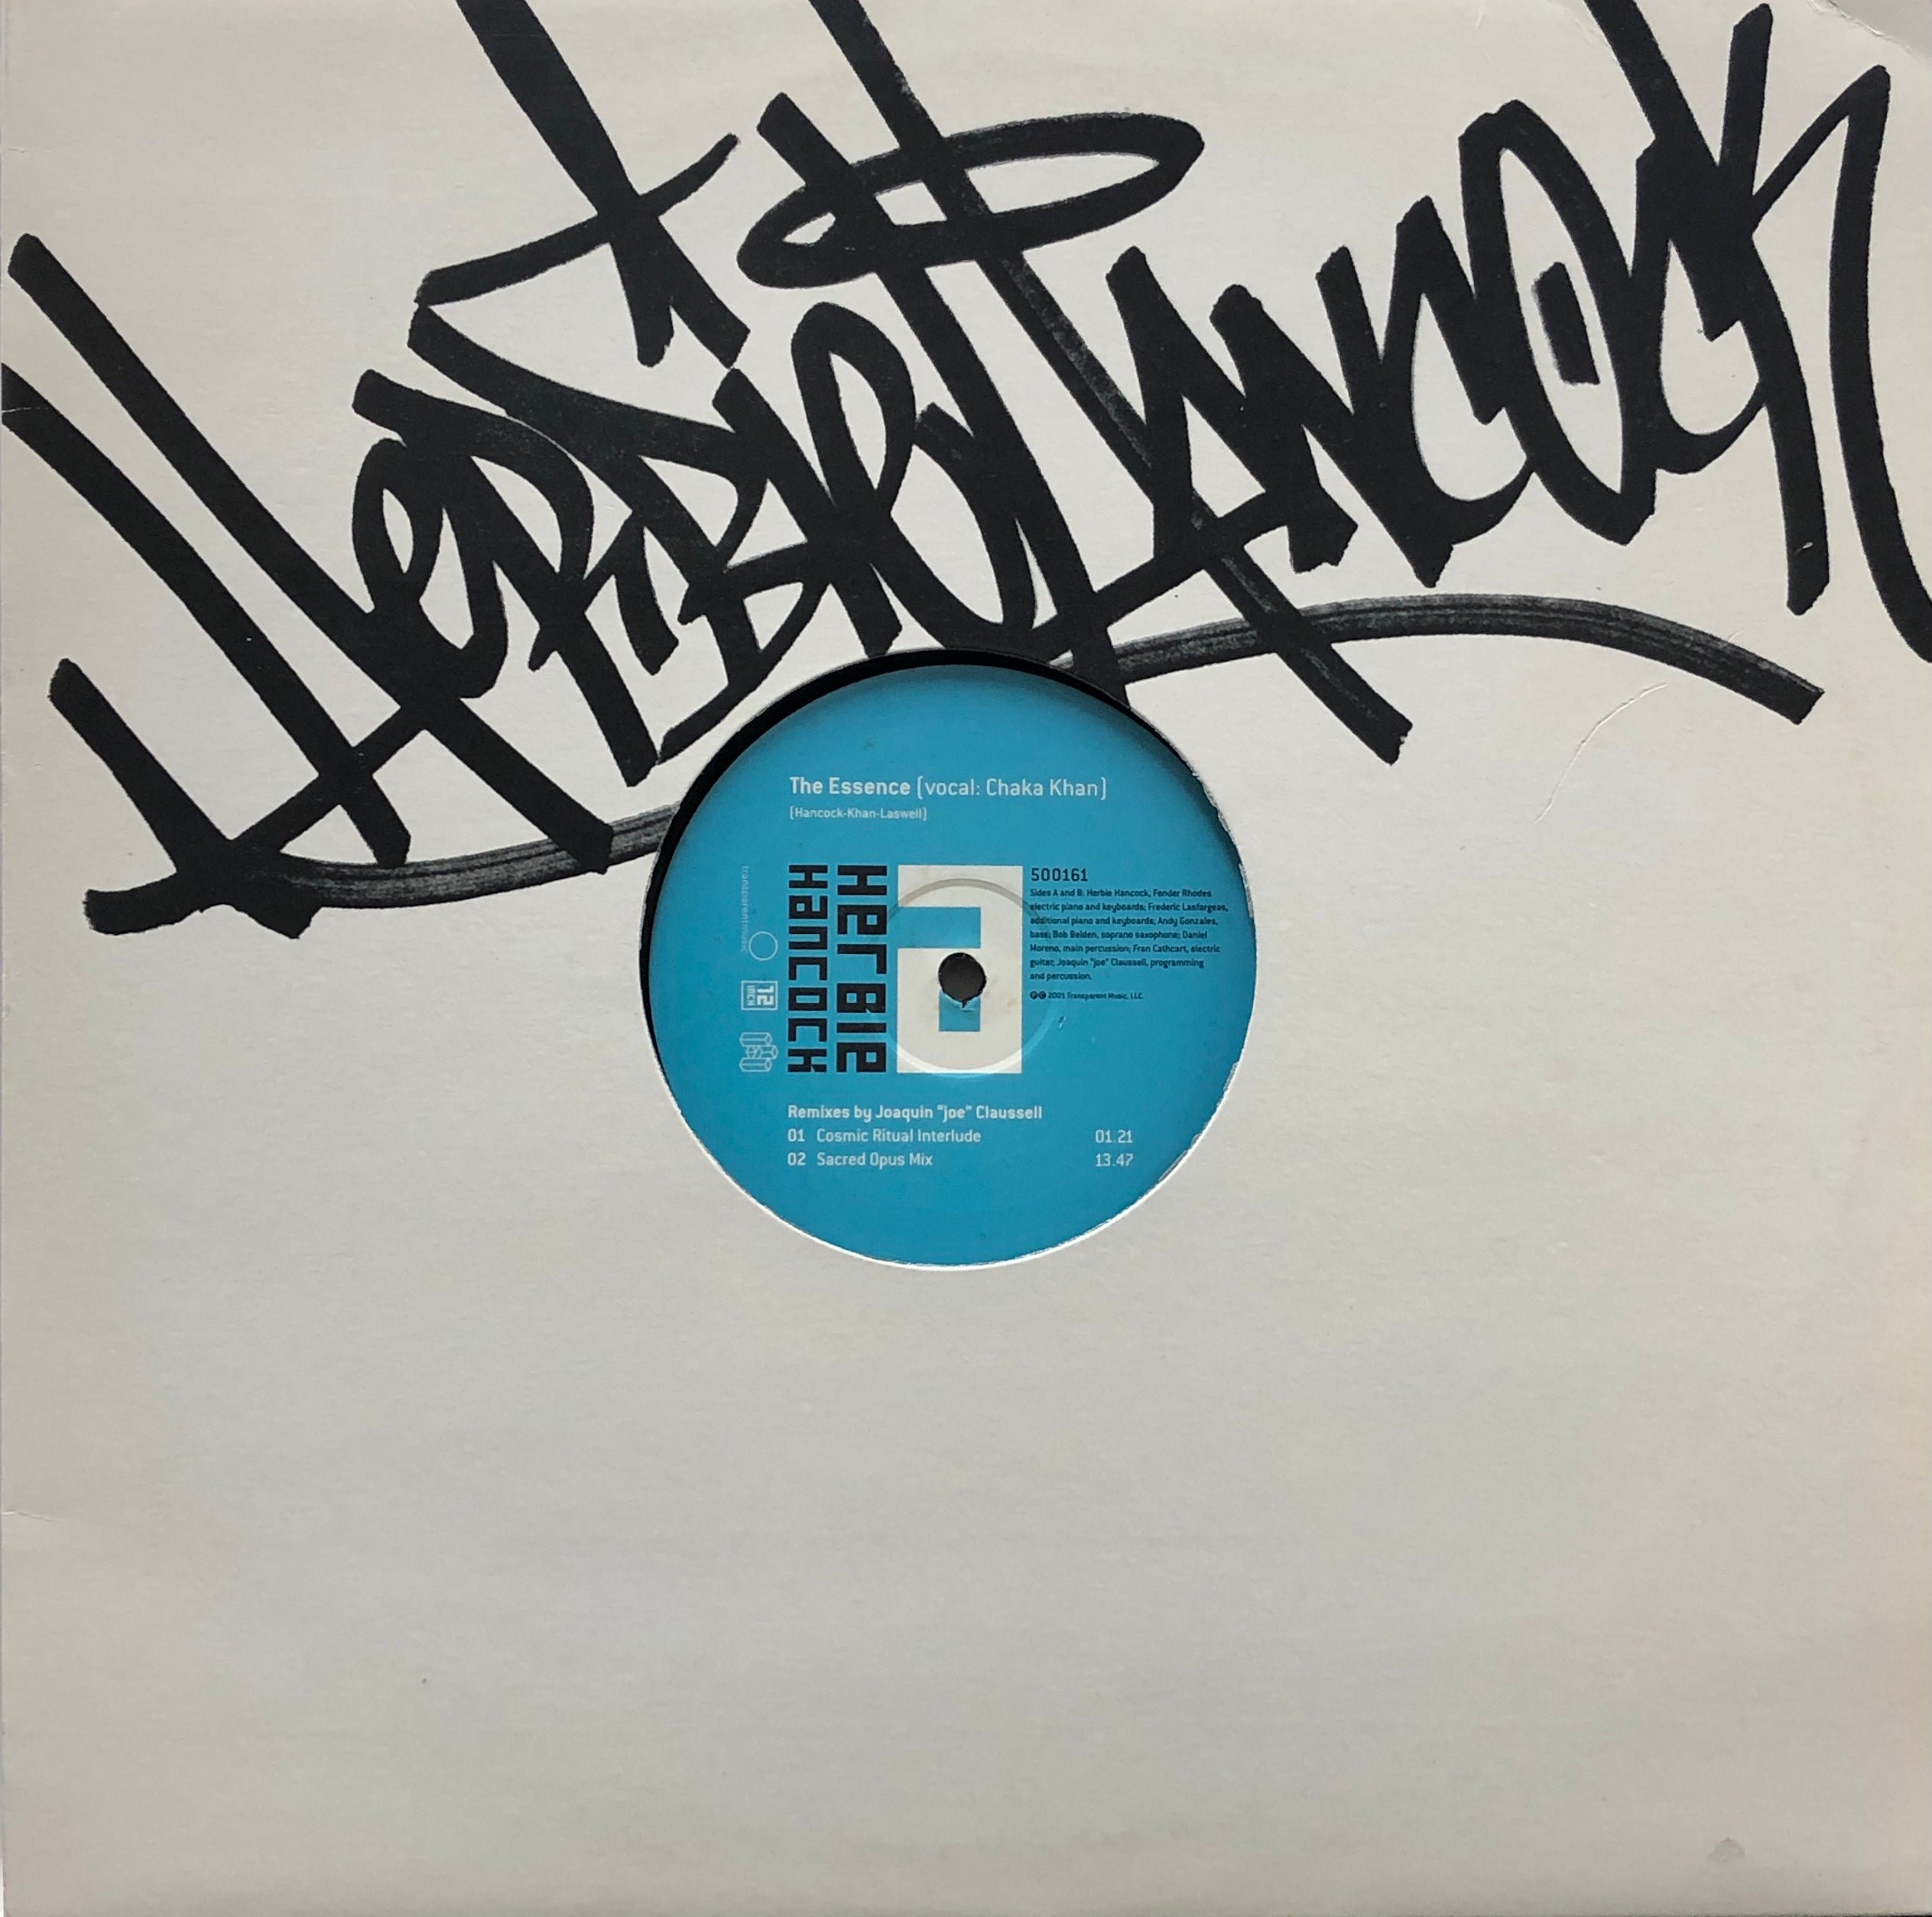 HERBIE HANCOCK
The Essence (vocal: Chaka Khan)
(Hancock-Khan-Laswell)
transparentmusic
12
INCH
HERBIE
HANCOCK
500161
Sides A and B: Herbie Hancock, Fender Rhodes
electric piano and keyboards; Frederic Lasfargeas,
additional piano and keyboards; Andy Gonzales,
bass; Bob Belden, soprano saxophone; Daniel
Moreno, main percussion; Fran Cathcart, electric
guitar; Joaquin "joe" Claussell, programming
and percussion.
℗© 2001 Transparent Music, LLC.
Remixes by Joaquin "joe" Claussell
01 Cosmic Ritual Interlude 01.21
02 Sacred Opus Mix 13.47